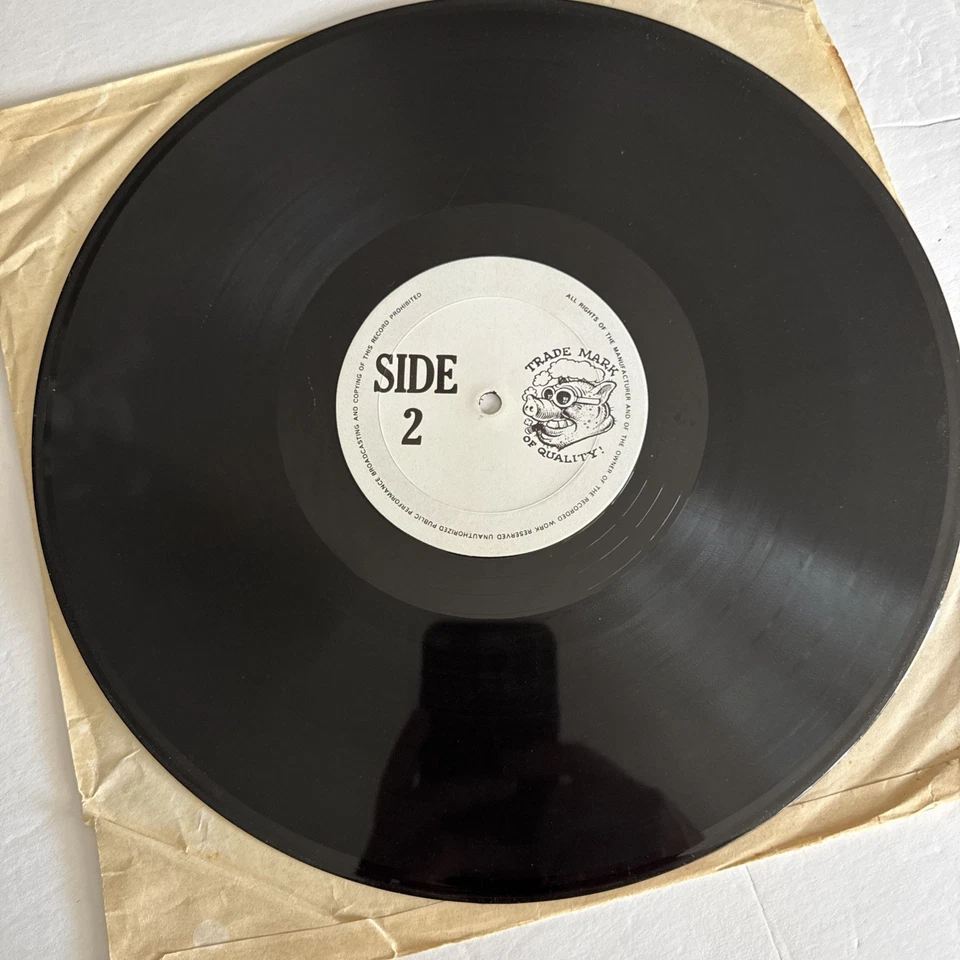 SIDE
2
TRADE MARK
OF QUALITY!
ALL RIGHTS OF THE MANUFACTURER AND OF THE OWNER OF THE RECORDED WORK RESERVED UNAUTHORIZED PUBLIC PERFORMANCE BROADCASTING AND COPYING OF THIS RECORD PROHIBITED